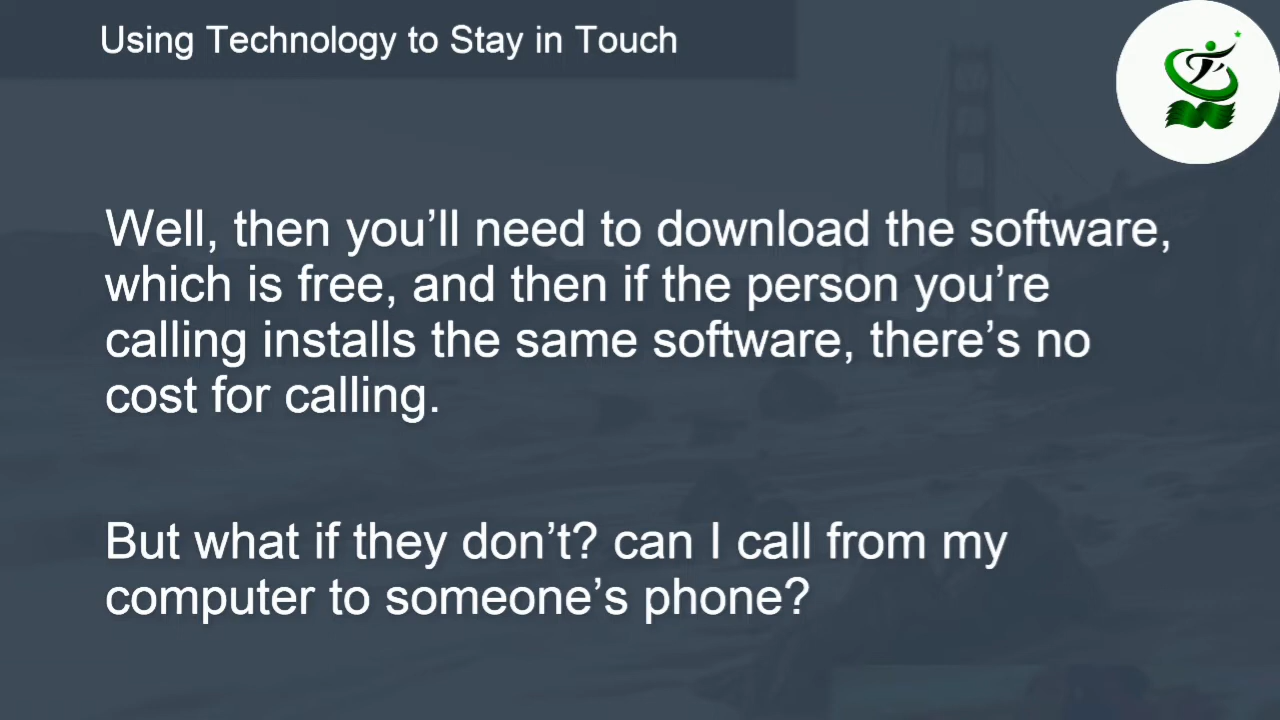 Using Technology to Stay in Touch
Well, then you’ll need to download the software,
which is free, and then if the person you’re
calling installs the same software, there’s no
cost for calling.
But what if they don’t? can I call from my
computer to someone’s phone?